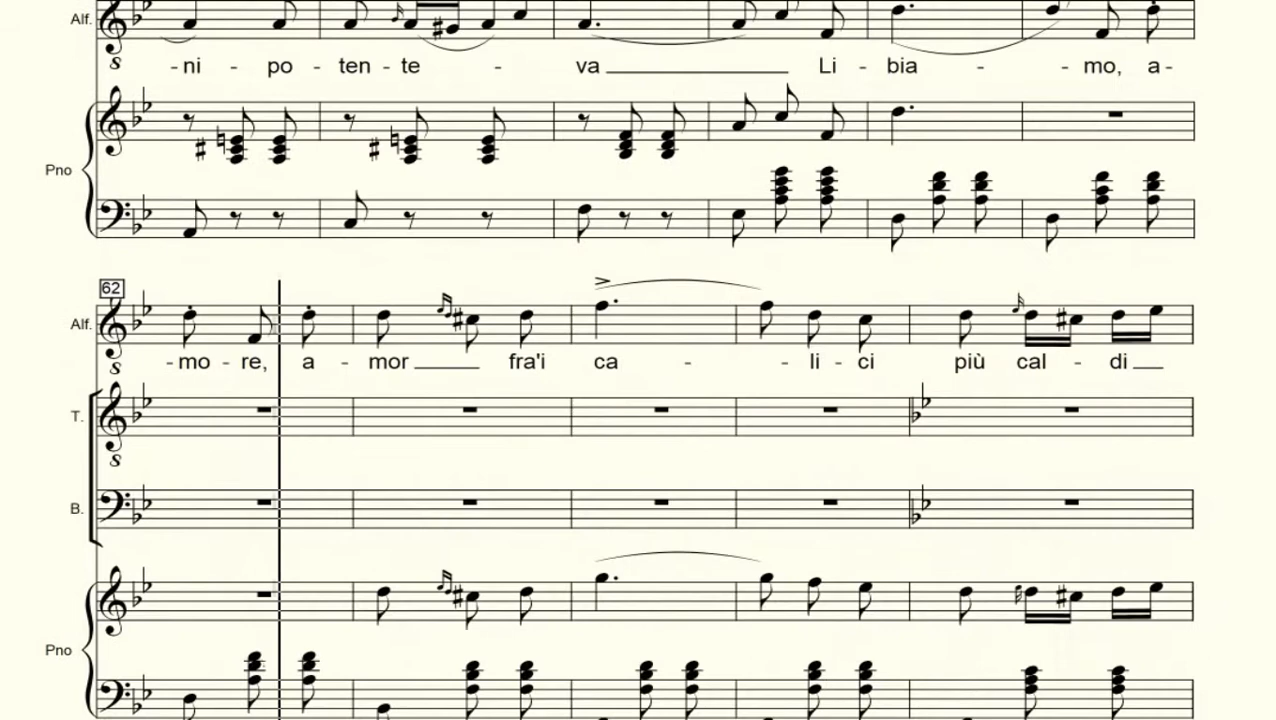 Alf.
-ni - po - ten - te - va Li - bia - - mo, a-
Pno
62
Alf.
-mo - re, a - mor fra'i ca - - li - ci più cal - di
T.
B.
Pno